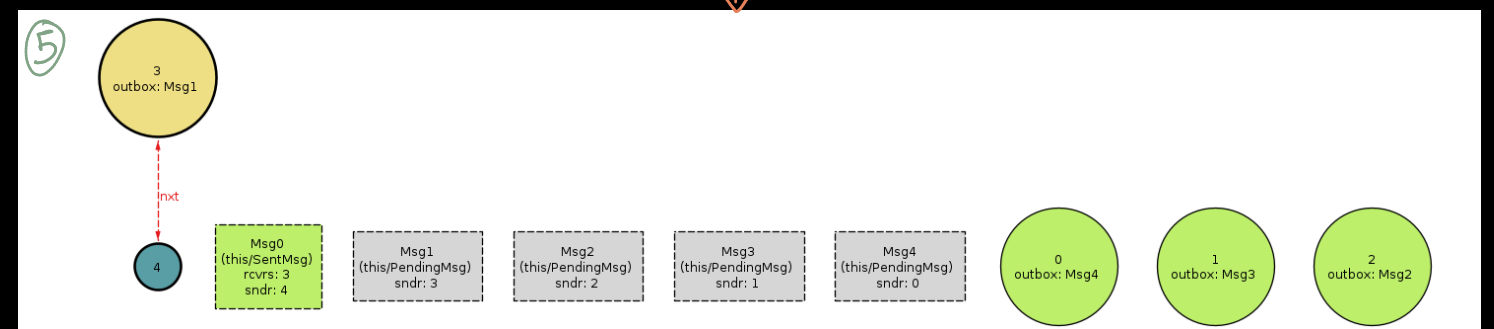 5
3
outbox: Msg1
nxt
4
Msg0
(this/SentMsg)
rcvrs: 3
sndr: 4
Msg1
(this/PendingMsg)
sndr: 3
Msg2
(this/PendingMsg)
sndr: 2
Msg3
(this/PendingMsg)
sndr: 1
Msg4
(this/PendingMsg)
sndr: 0
0
outbox: Msg4
1
outbox: Msg3
2
outbox: Msg2